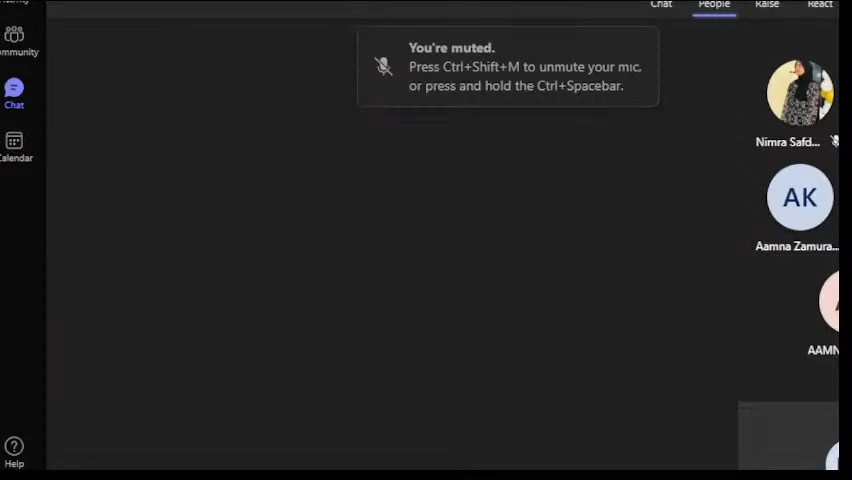 Chat People Raise React
mmunity
Chat
Calendar
You're muted.
Press Ctrl+Shift+M to unmute your mic,
or press and hold the Ctrl+Spacebar.
Nimra Safd...
AK
Aamna Zamura...
AAMN
Help